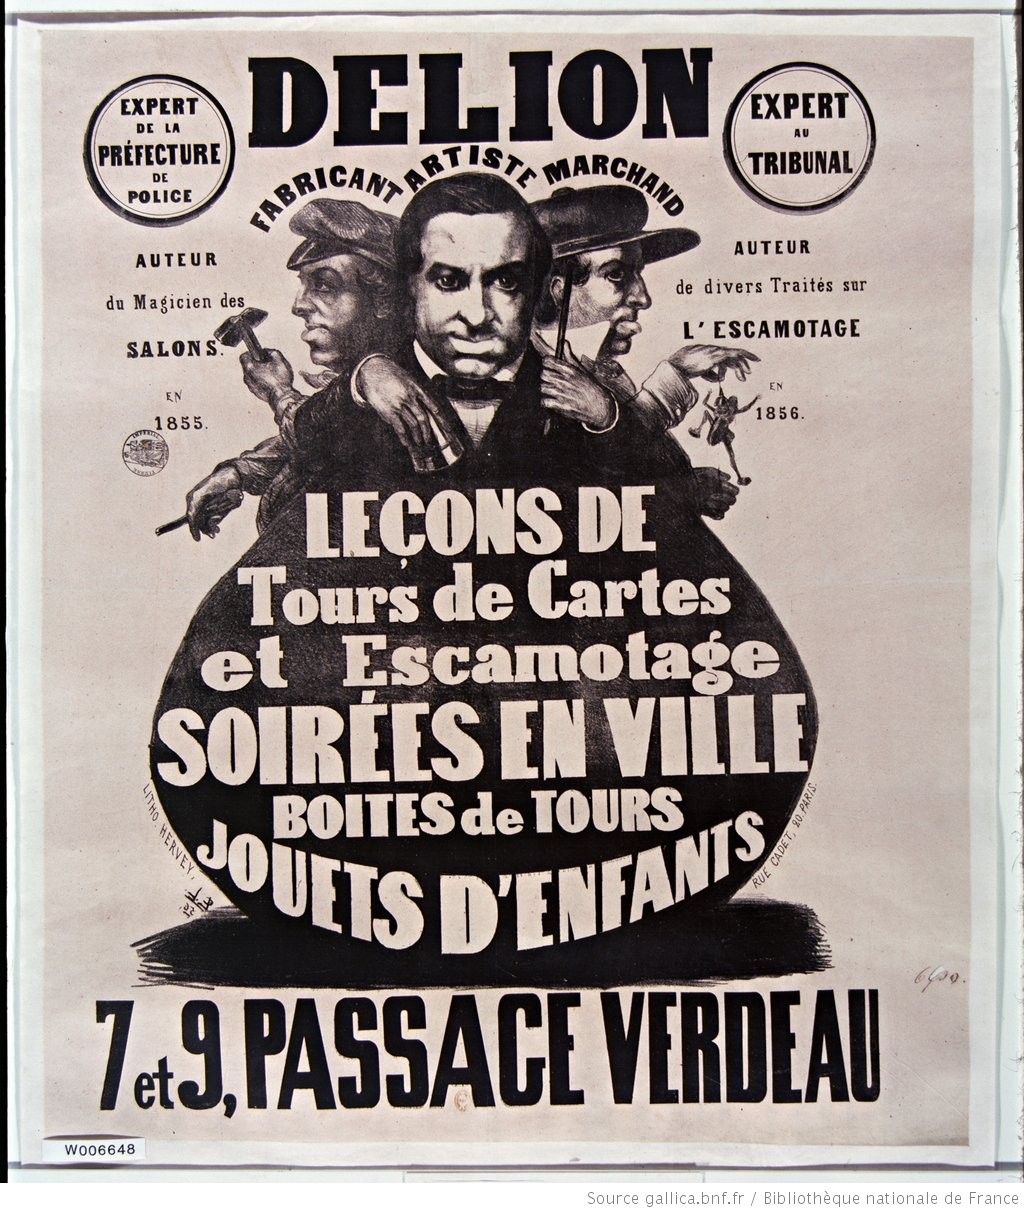 DELION
EXPERT
DE LA
PRÉFECTURE
DE
POLICE
EXPERT
AU
TRIBUNAL
FABRICANT ARTISTE MARCHAND
AUTEUR
du Magicien des
SALONS.
EN
1855.
AUTEUR
de divers Traités sur
L'ESCAMOTAGE
EN
1856.
LEÇONS DE
Tours de Cartes
et Escamotage
SOIRÉES EN VILLE
BOITES de TOURS
JOUETS D'ENFANTS
LITHO. HERVEY,
RUE CADET, 20. PARIS.
7 et 9, PASSAGE VERDEAU
W006648
Source gallica.bnf.fr / Bibliothèque nationale de France